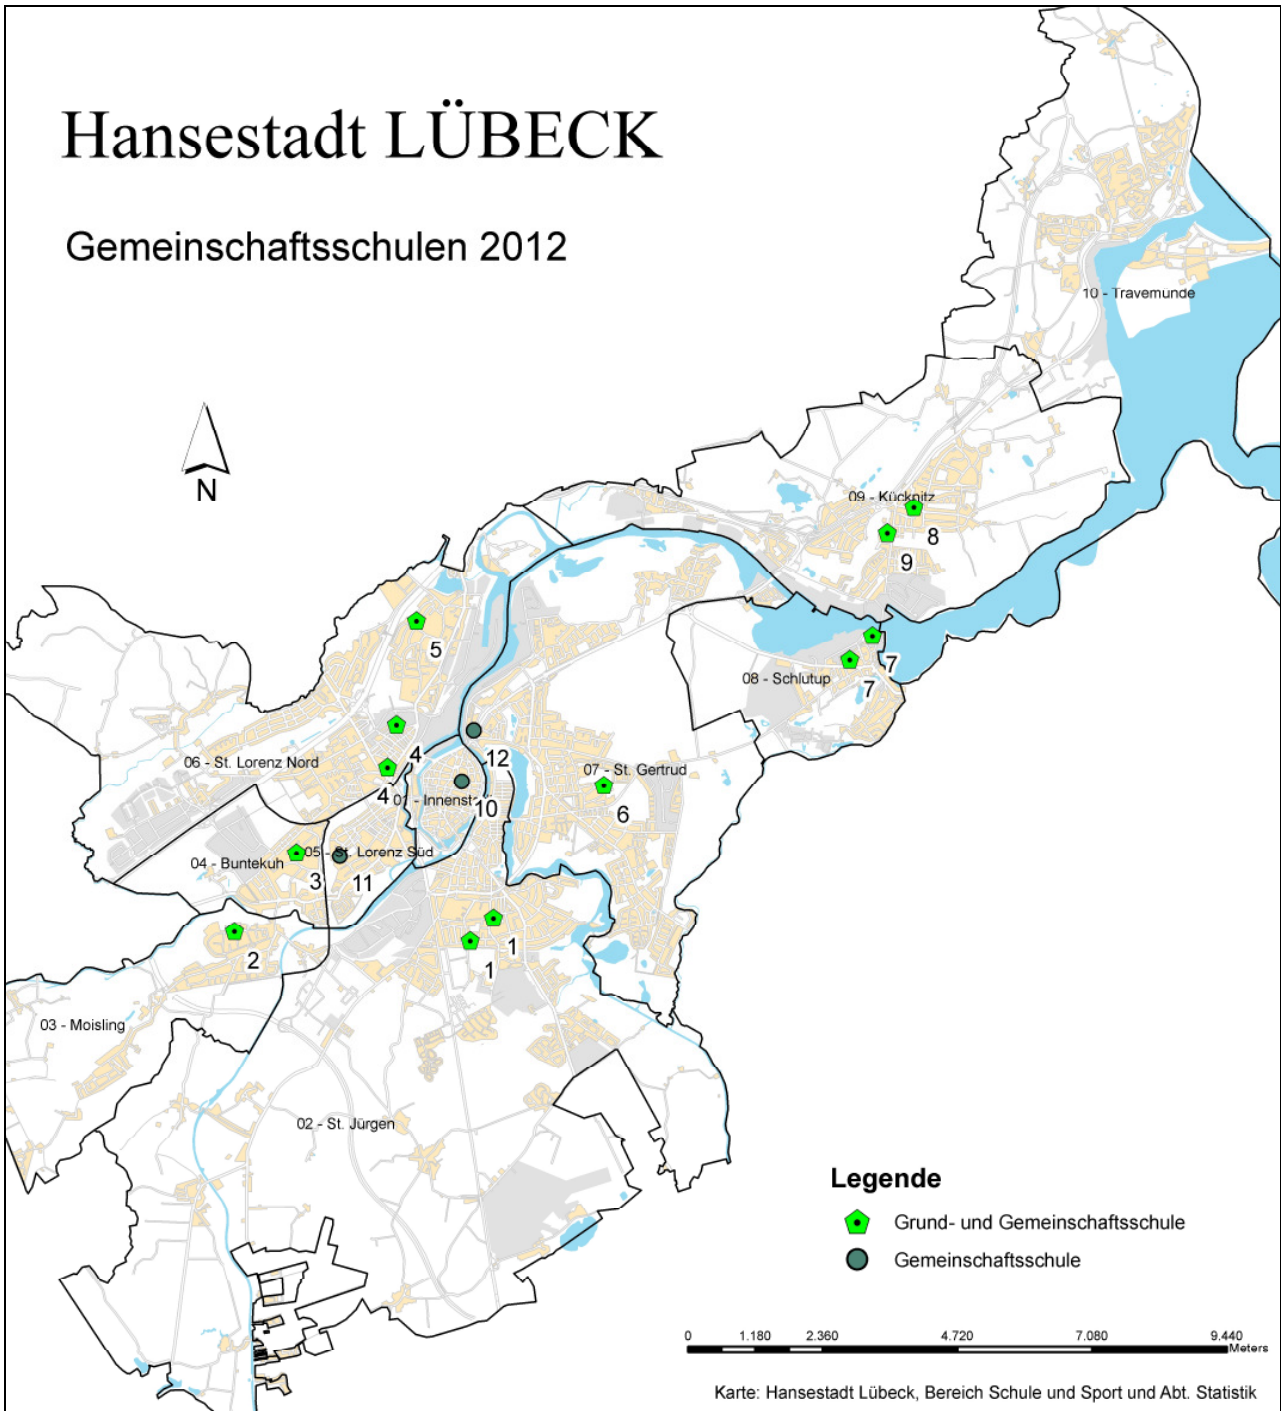 Hansestadt LÜBECK
Gemeinschaftsschulen 2012
10 - Travemünde
N
09 - Kücknitz
8
9
5
7
08 - Schlutup
7
06 - St. Lorenz Nord
4
12
07 - St. Gertrud
4
01 - Innenstadt
10
6
04 - Buntekuh
05 - St. Lorenz Süd
3
11
2
1
1
03 - Moisling
02 - St. Jürgen
Legende
Grund- und Gemeinschaftsschule
Gemeinschaftsschule
0 1.180 2.360 4.720 7.080 9.440
Meters
Karte: Hansestadt Lübeck, Bereich Schule und Sport und Abt. Statistik